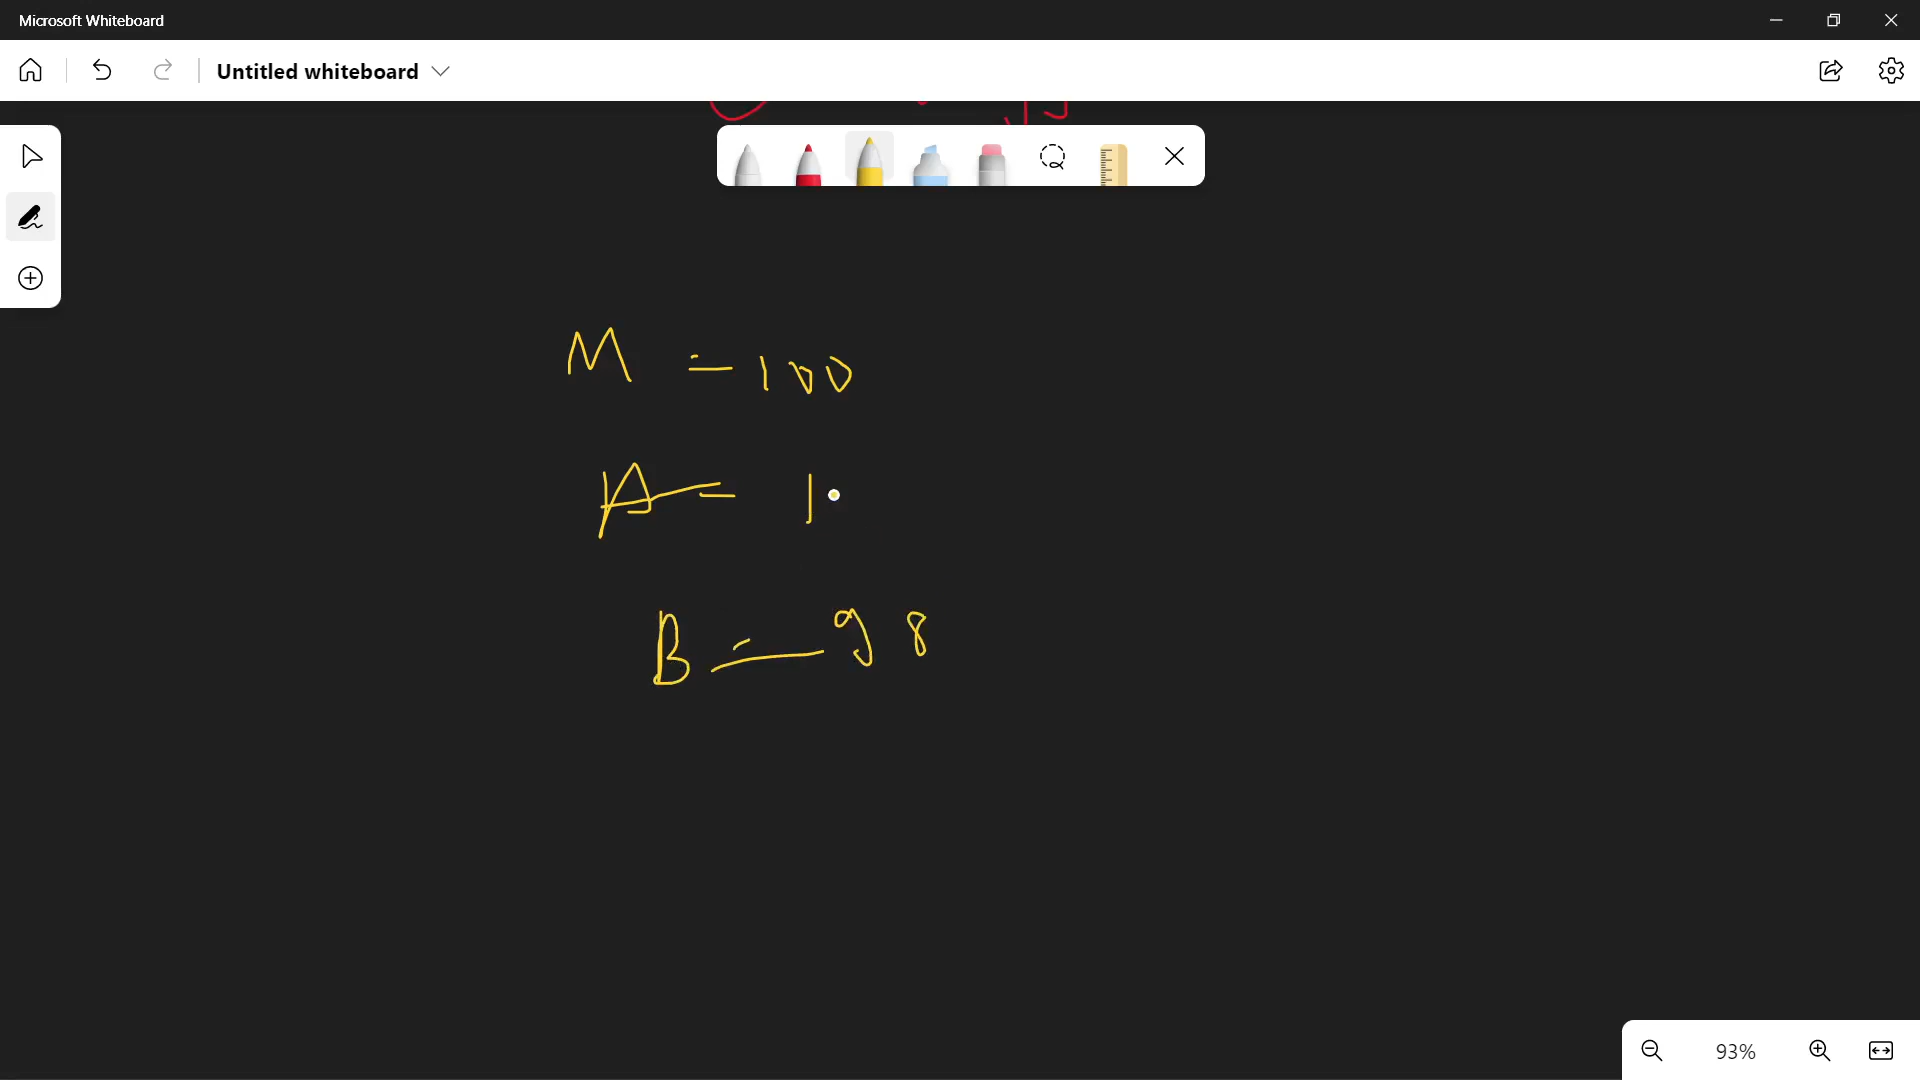 Microsoft Whiteboard
Untitled whiteboard
M = 100
A = 1
B = 98
93%